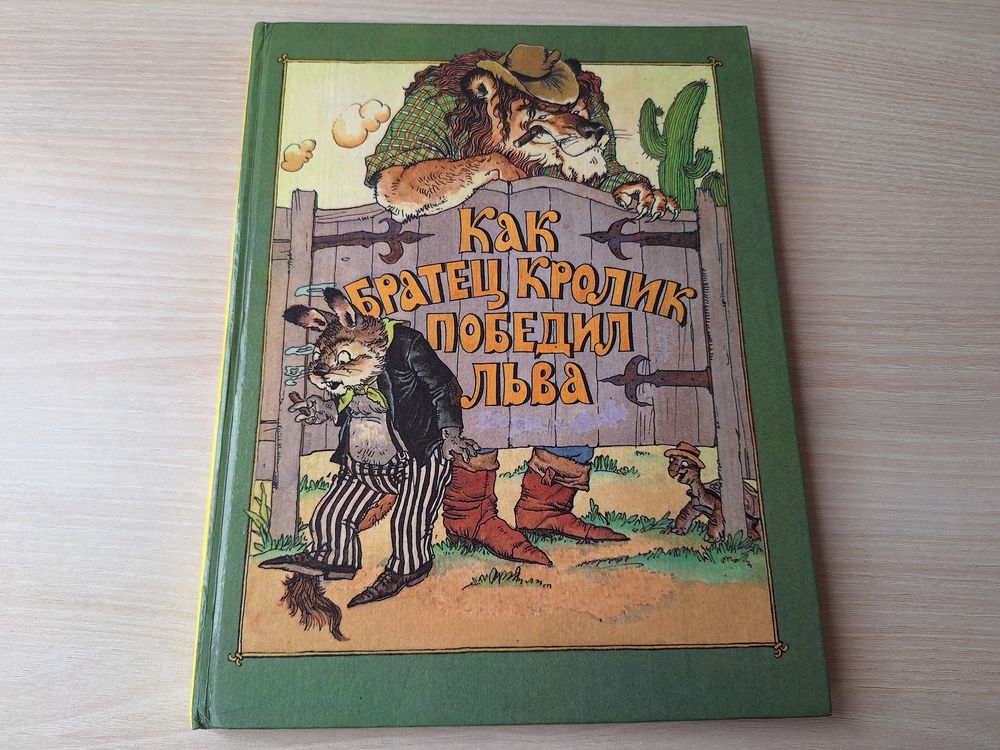 Как
Братец Кролик
победил
льва